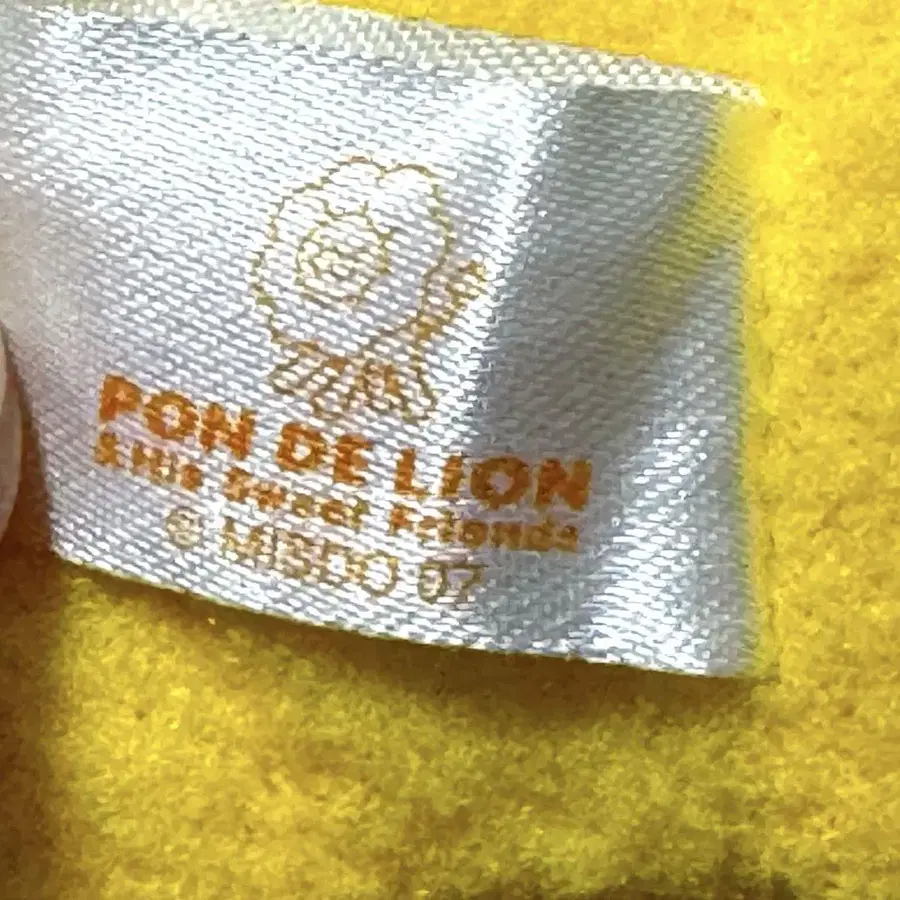 PON DE LION
& His Sweet Friends
© MISDO 07